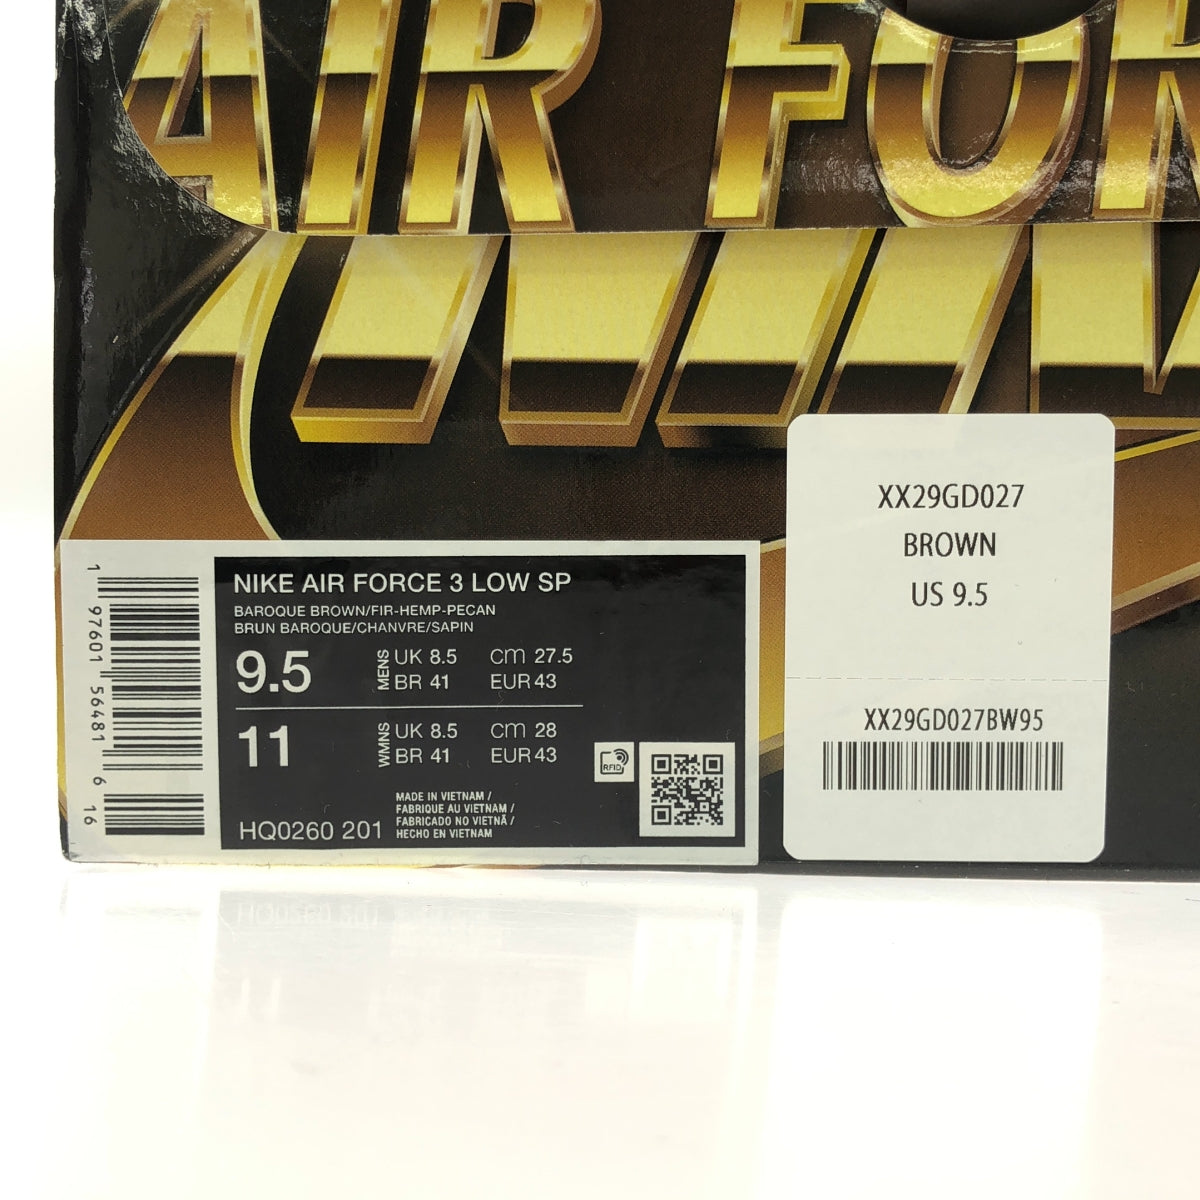 AIR FOR
NIKE AIR FORCE 3 LOW SP
BAROQUE BROWN/FIR-HEMP-PECAN
BRUN BAROQUE/CHANVRE/SAPIN
9.5 MENS UK 8.5 cm 27.5
BR 41 EUR 43
11 WMNS UK 8.5 cm 28
BR 41 EUR 43
MADE IN VIETNAM /
FABRIQUE AU VIETNAM /
FABRICADO NO VIETNÃ /
HECHO EN VIETNAM
HQ0260 201
RFID
1 97601 56481 6 16
XX29GD027
BROWN
US 9.5
XX29GD027BW95